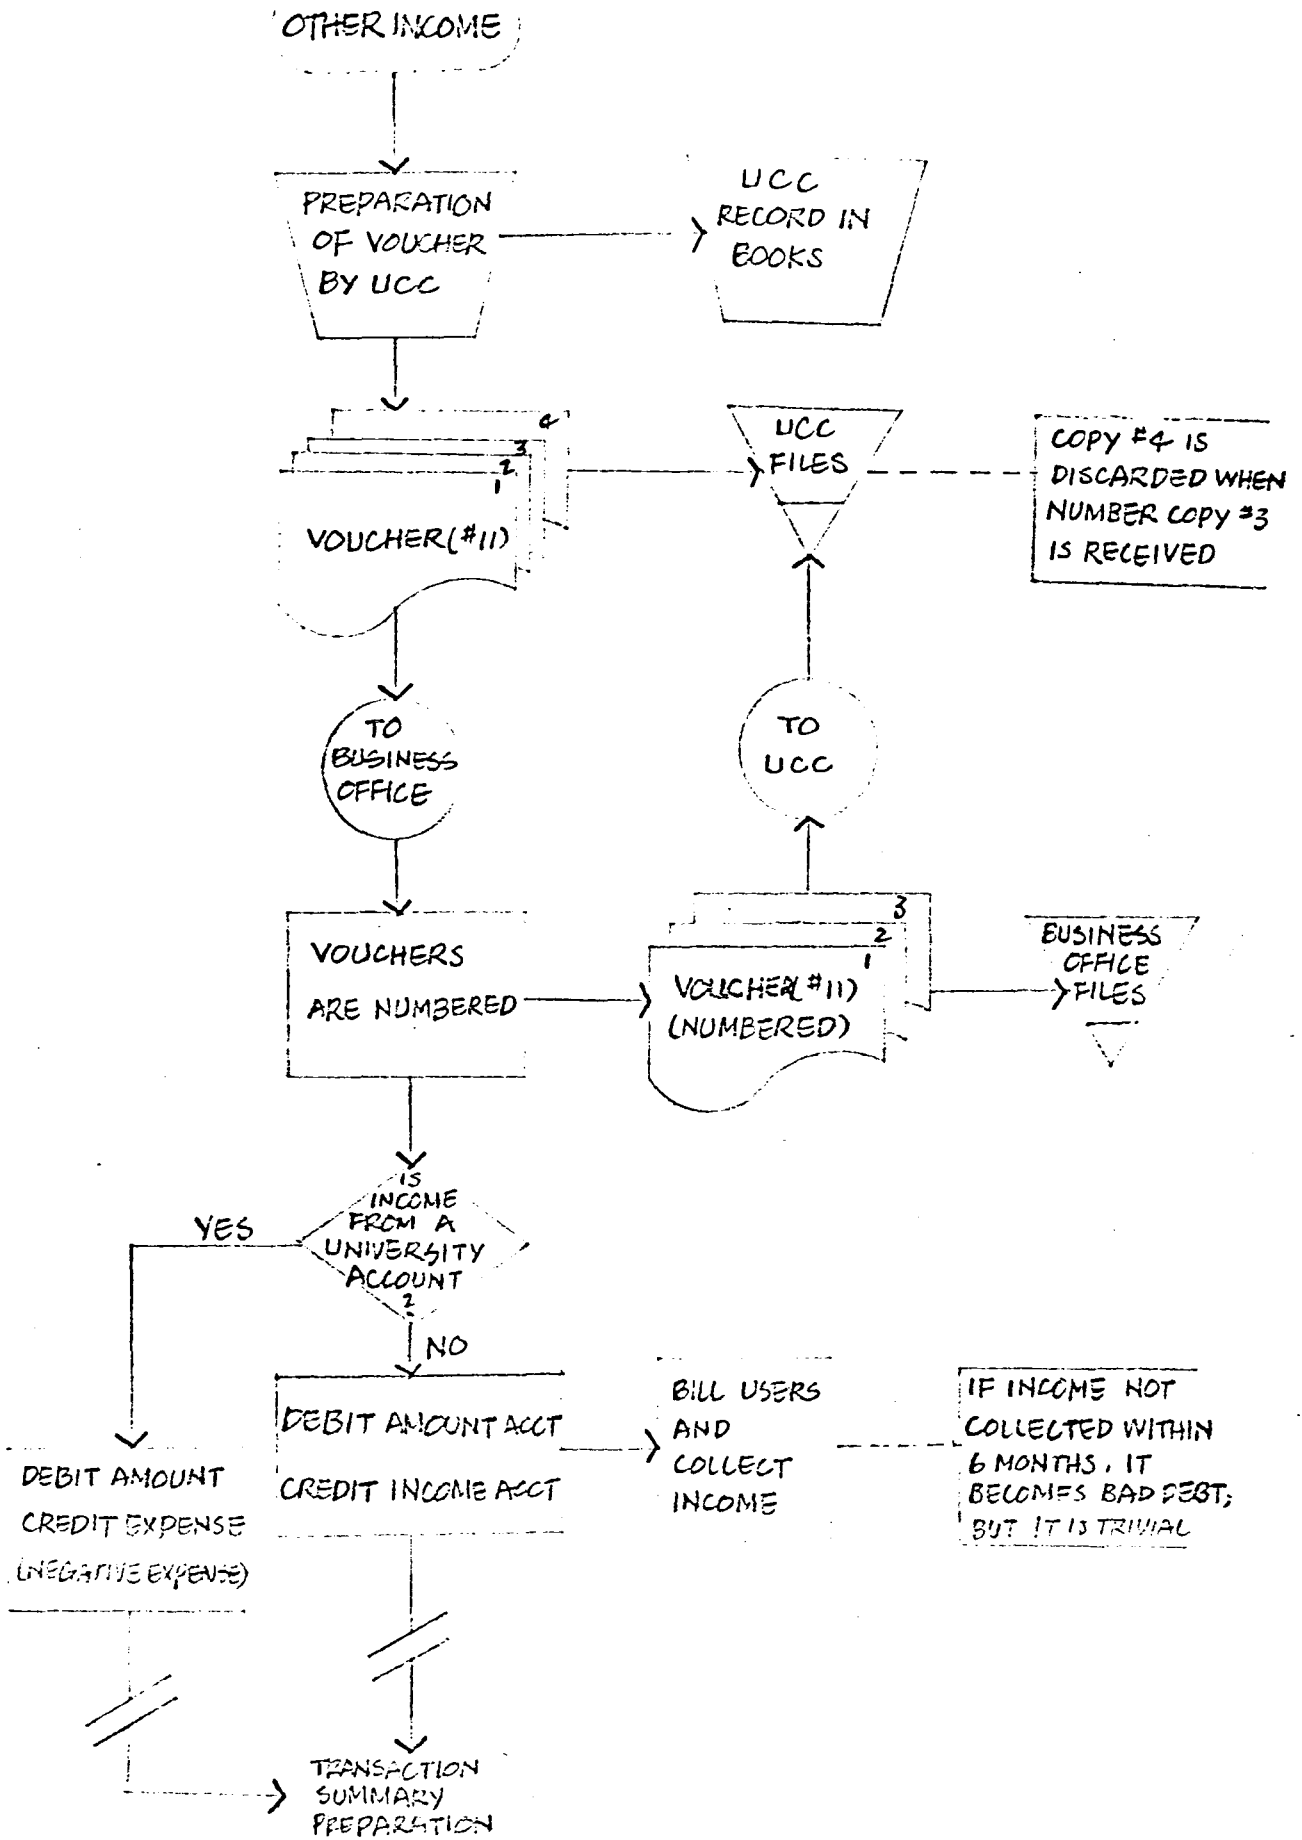 OTHER INCOME
PREPARATION
OF VOUCHER
BY UCC
UCC
RECORD IN
BOOKS
4
3
2
1
VOUCHER(#11)
UCC
FILES
COPY #4 IS
DISCARDED WHEN
NUMBER COPY #3
IS RECEIVED
TO
BUSINESS
OFFICE
TO
UCC
VOUCHERS
ARE NUMBERED
3
2
1
VOUCHER(#11)
(NUMBERED)
BUSINESS
OFFICE
FILES
IS
INCOME
FROM A
UNIVERSITY
ACCOUNT
?
YES
NO
DEBIT AMOUNT
CREDIT EXPENSE
(NEGATIVE EXPENSE)
DEBIT AMOUNT ACCT
CREDIT INCOME ACCT
BILL USERS
AND
COLLECT
INCOME
IF INCOME NOT
COLLECTED WITHIN
6 MONTHS, IT
BECOMES BAD DEBT;
BUT IT IS TRIVIAL
TRANSACTION
SUMMARY
PREPARATION